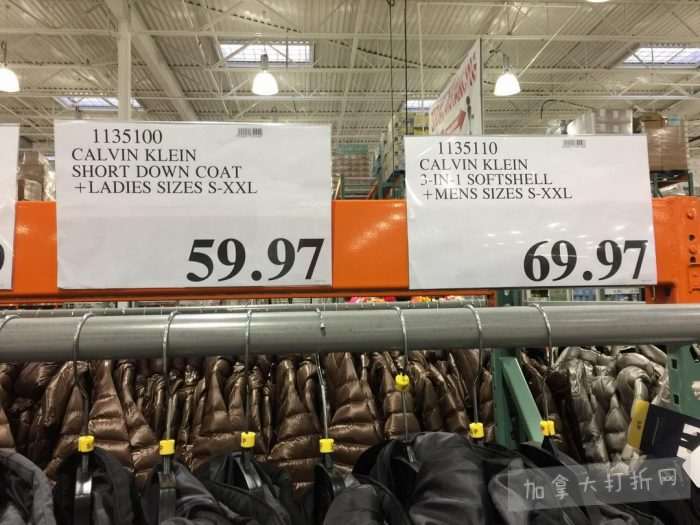 1135100
CALVIN KLEIN
SHORT DOWN COAT
+LADIES SIZES S-XXL
59.97
1135110
CALVIN KLEIN
3-IN-1 SOFTSHELL
+MENS SIZES S-XXL
69.97
加拿大打折网